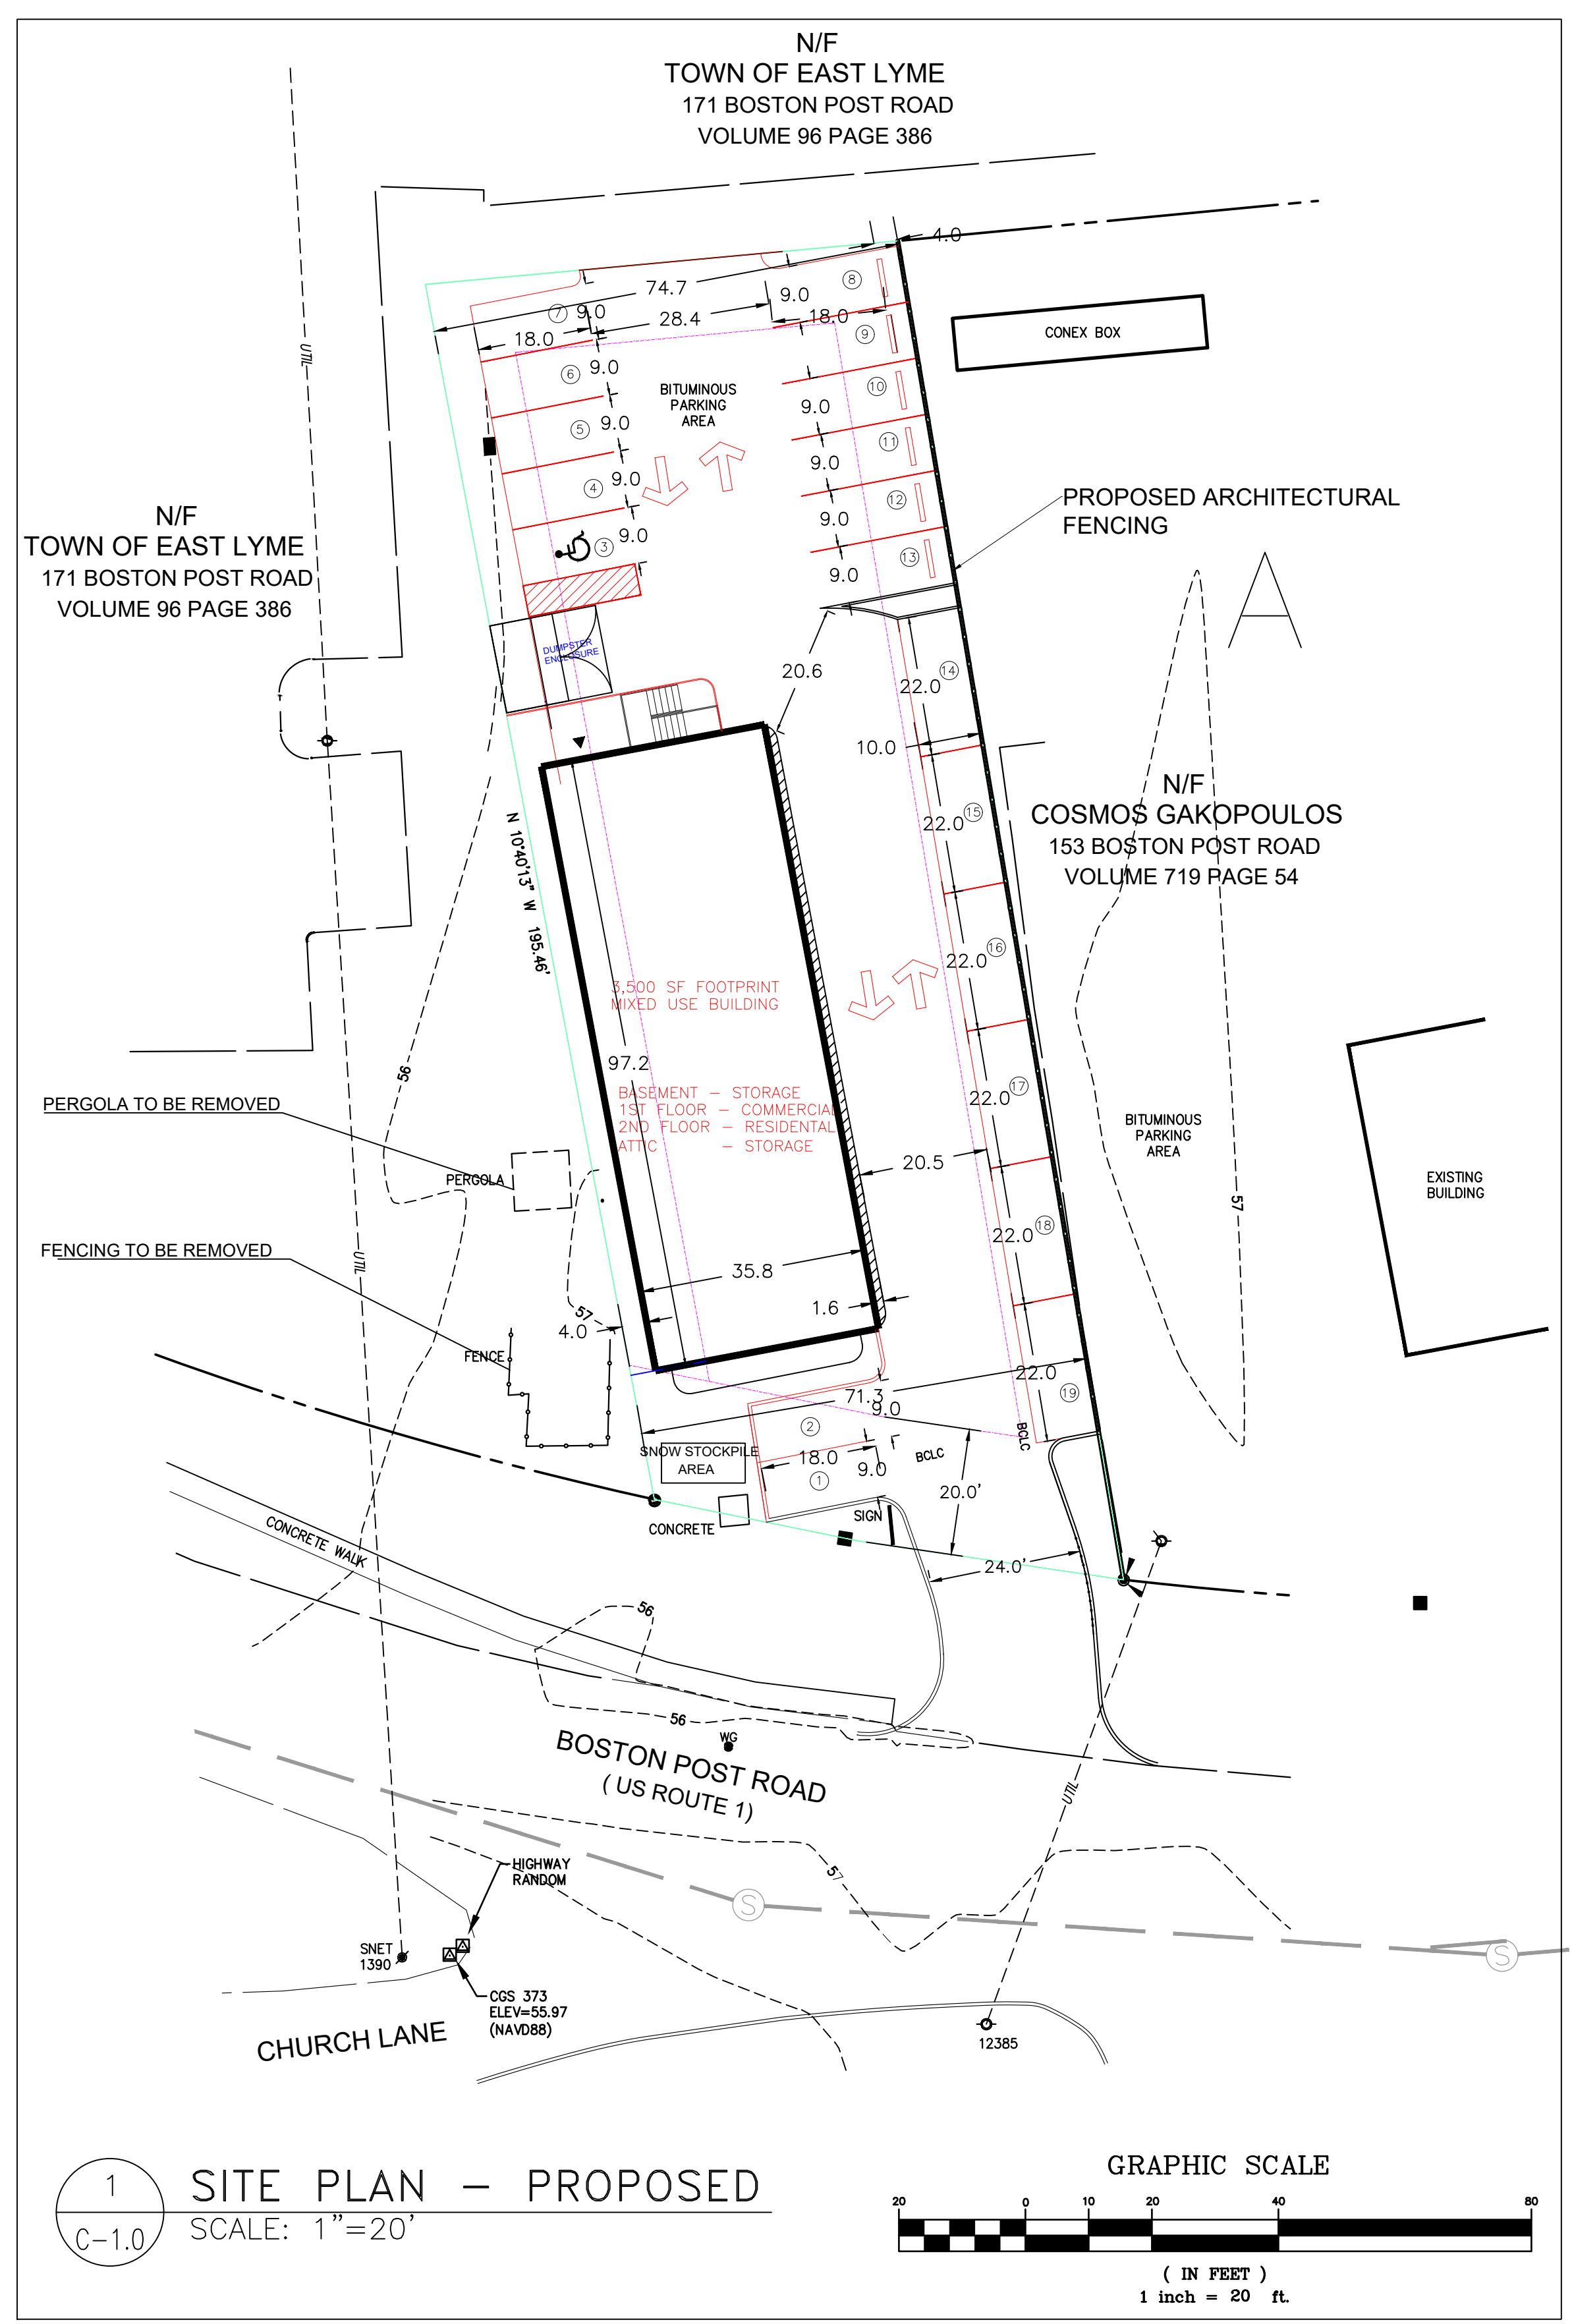 N/F
TOWN OF EAST LYME
171 BOSTON POST ROAD
VOLUME 96 PAGE 386
4.0
74.7
8
9.0
7
9.0
18.0
28.4
18.0
9
CONEX BOX
UTIL
6
9.0
BITUMINOUS
PARKING
AREA
10
9.0
5
9.0
11
9.0
4
9.0
12
9.0
PROPOSED ARCHITECTURAL
FENCING
N/F
TOWN OF EAST LYME
171 BOSTON POST ROAD
VOLUME 96 PAGE 386
3
9.0
13
9.0
DUMPSTER
ENCLOSURE
20.6
14
22.0
10.0
N/F
COSMOS GAKOPOULOS
153 BOSTON POST ROAD
VOLUME 719 PAGE 54
15
22.0
N 10°40'13" W 195.46'
16
22.0
3,500 SF FOOTPRINT
MIXED USE BUILDING
97.2
56
BASEMENT – STORAGE
1ST FLOOR – COMMERCIAL
2ND FLOOR – RESIDENTAL
ATTIC – STORAGE
17
22.0
PERGOLA TO BE REMOVED
BITUMINOUS
PARKING
AREA
20.5
PERGOLA
EXISTING
BUILDING
57
18
22.0
FENCING TO BE REMOVED
UTIL
35.8
1.6
57
4.0
FENCE
22.0
19
71.3
9.0
2
BCLC
SNOW STOCKPILE
AREA
18.0
9.0
1
BCLC
20.0'
SIGN
CONCRETE
24.0'
CONCRETE WALK
56
56
WG
BOSTON POST ROAD
( US ROUTE 1)
UTIL
HIGHWAY
RANDOM
57
S
S
SNET
1390
CGS 373
ELEV=55.97
(NAVD88)
CHURCH LANE
12385
1
C-1.0
SITE PLAN – PROPOSED
SCALE: 1"=20'
GRAPHIC SCALE
20 0 10 20 40 80
( IN FEET )
1 inch = 20 ft.